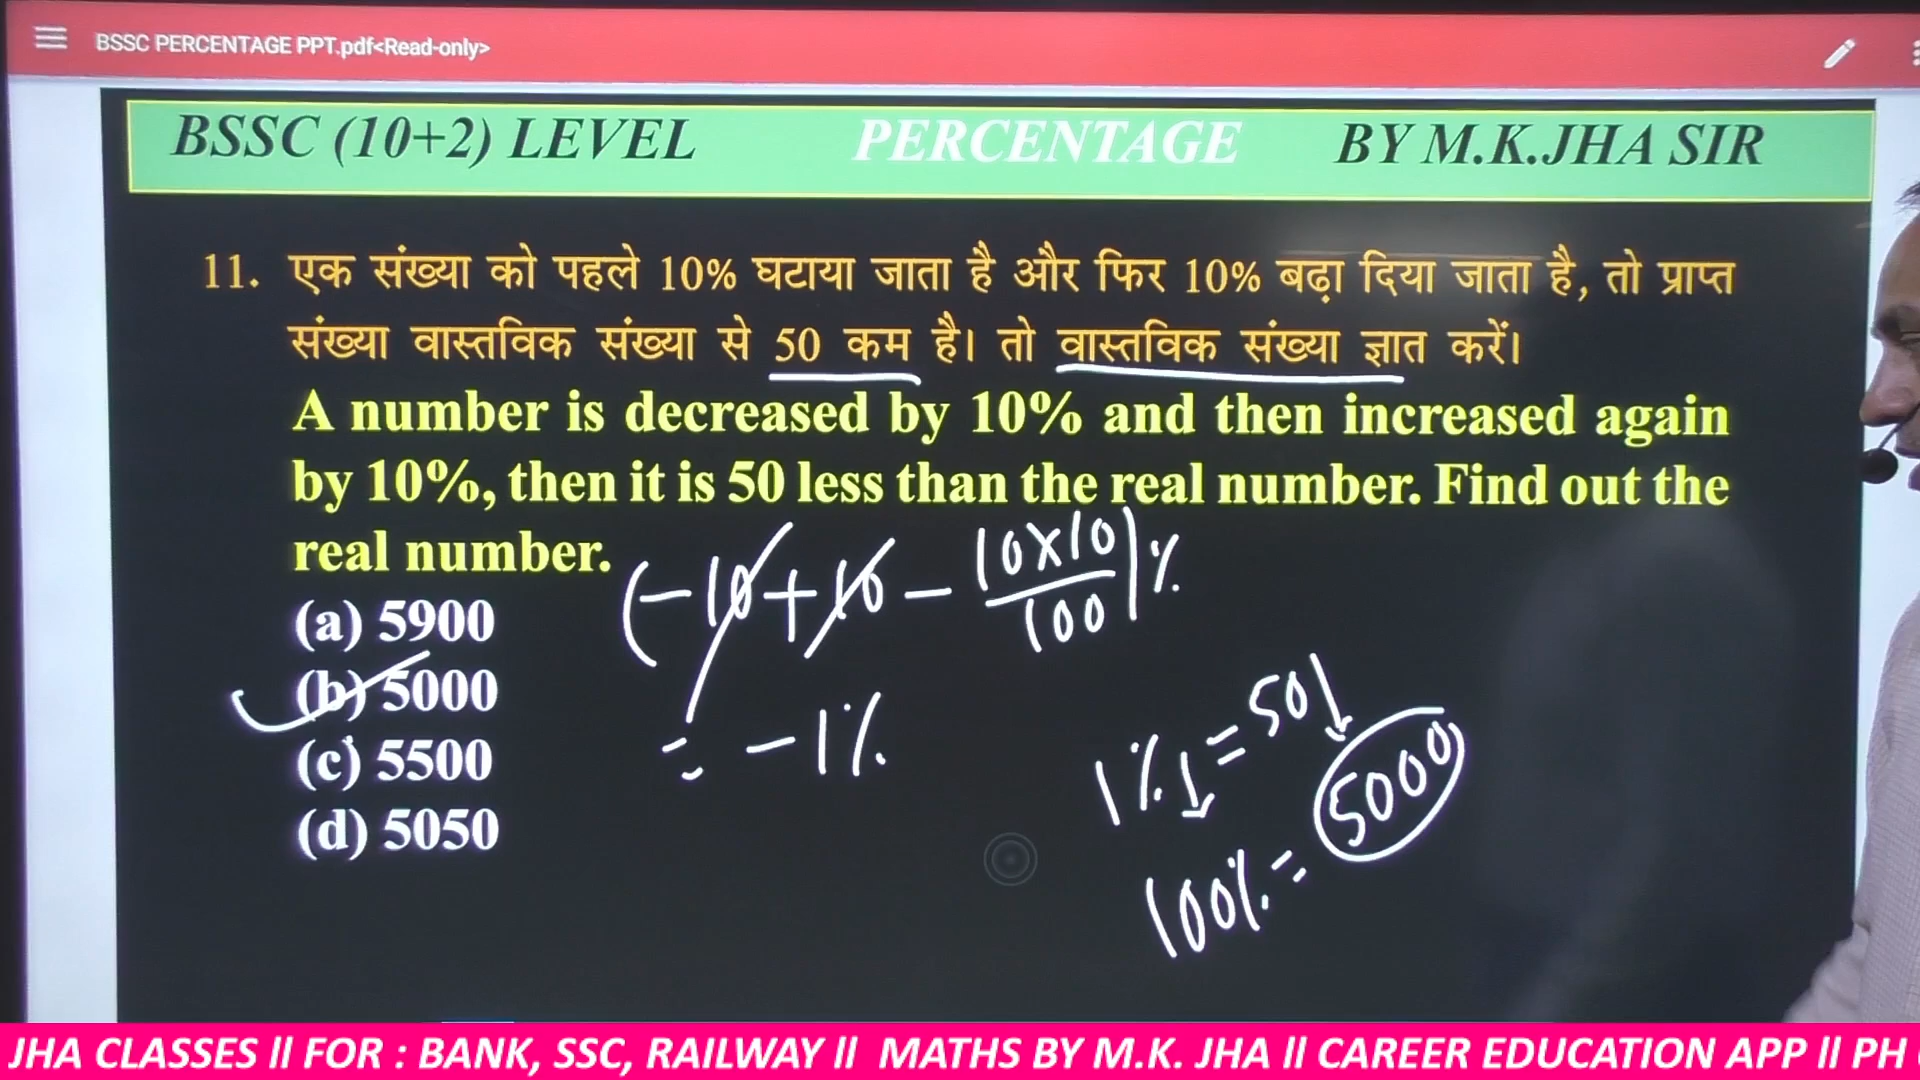 BSSC PERCENTAGE PPT.pdf<Read-only>
BSSC (10+2) LEVEL PERCENTAGE BY M.K.JHA SIR
11. एक संख्या को पहले 10% घटाया जाता है और फिर 10% बढ़ा दिया जाता है, तो प्राप्त
संख्या वास्तविक संख्या से 50 कम है। तो वास्तविक संख्या ज्ञात करें।
A number is decreased by 10% and then increased again
by 10%, then it is 50 less than the real number. Find out the
real number.
(-10+10-10×10/100)%
(a) 5900
(b) 5000
= -1%
1%↓=50↓
(c) 5500
(d) 5050
100%=5000
JHA CLASSES ll FOR : BANK, SSC, RAILWAY ll MATHS BY M.K. JHA ll CAREER EDUCATION APP ll PH